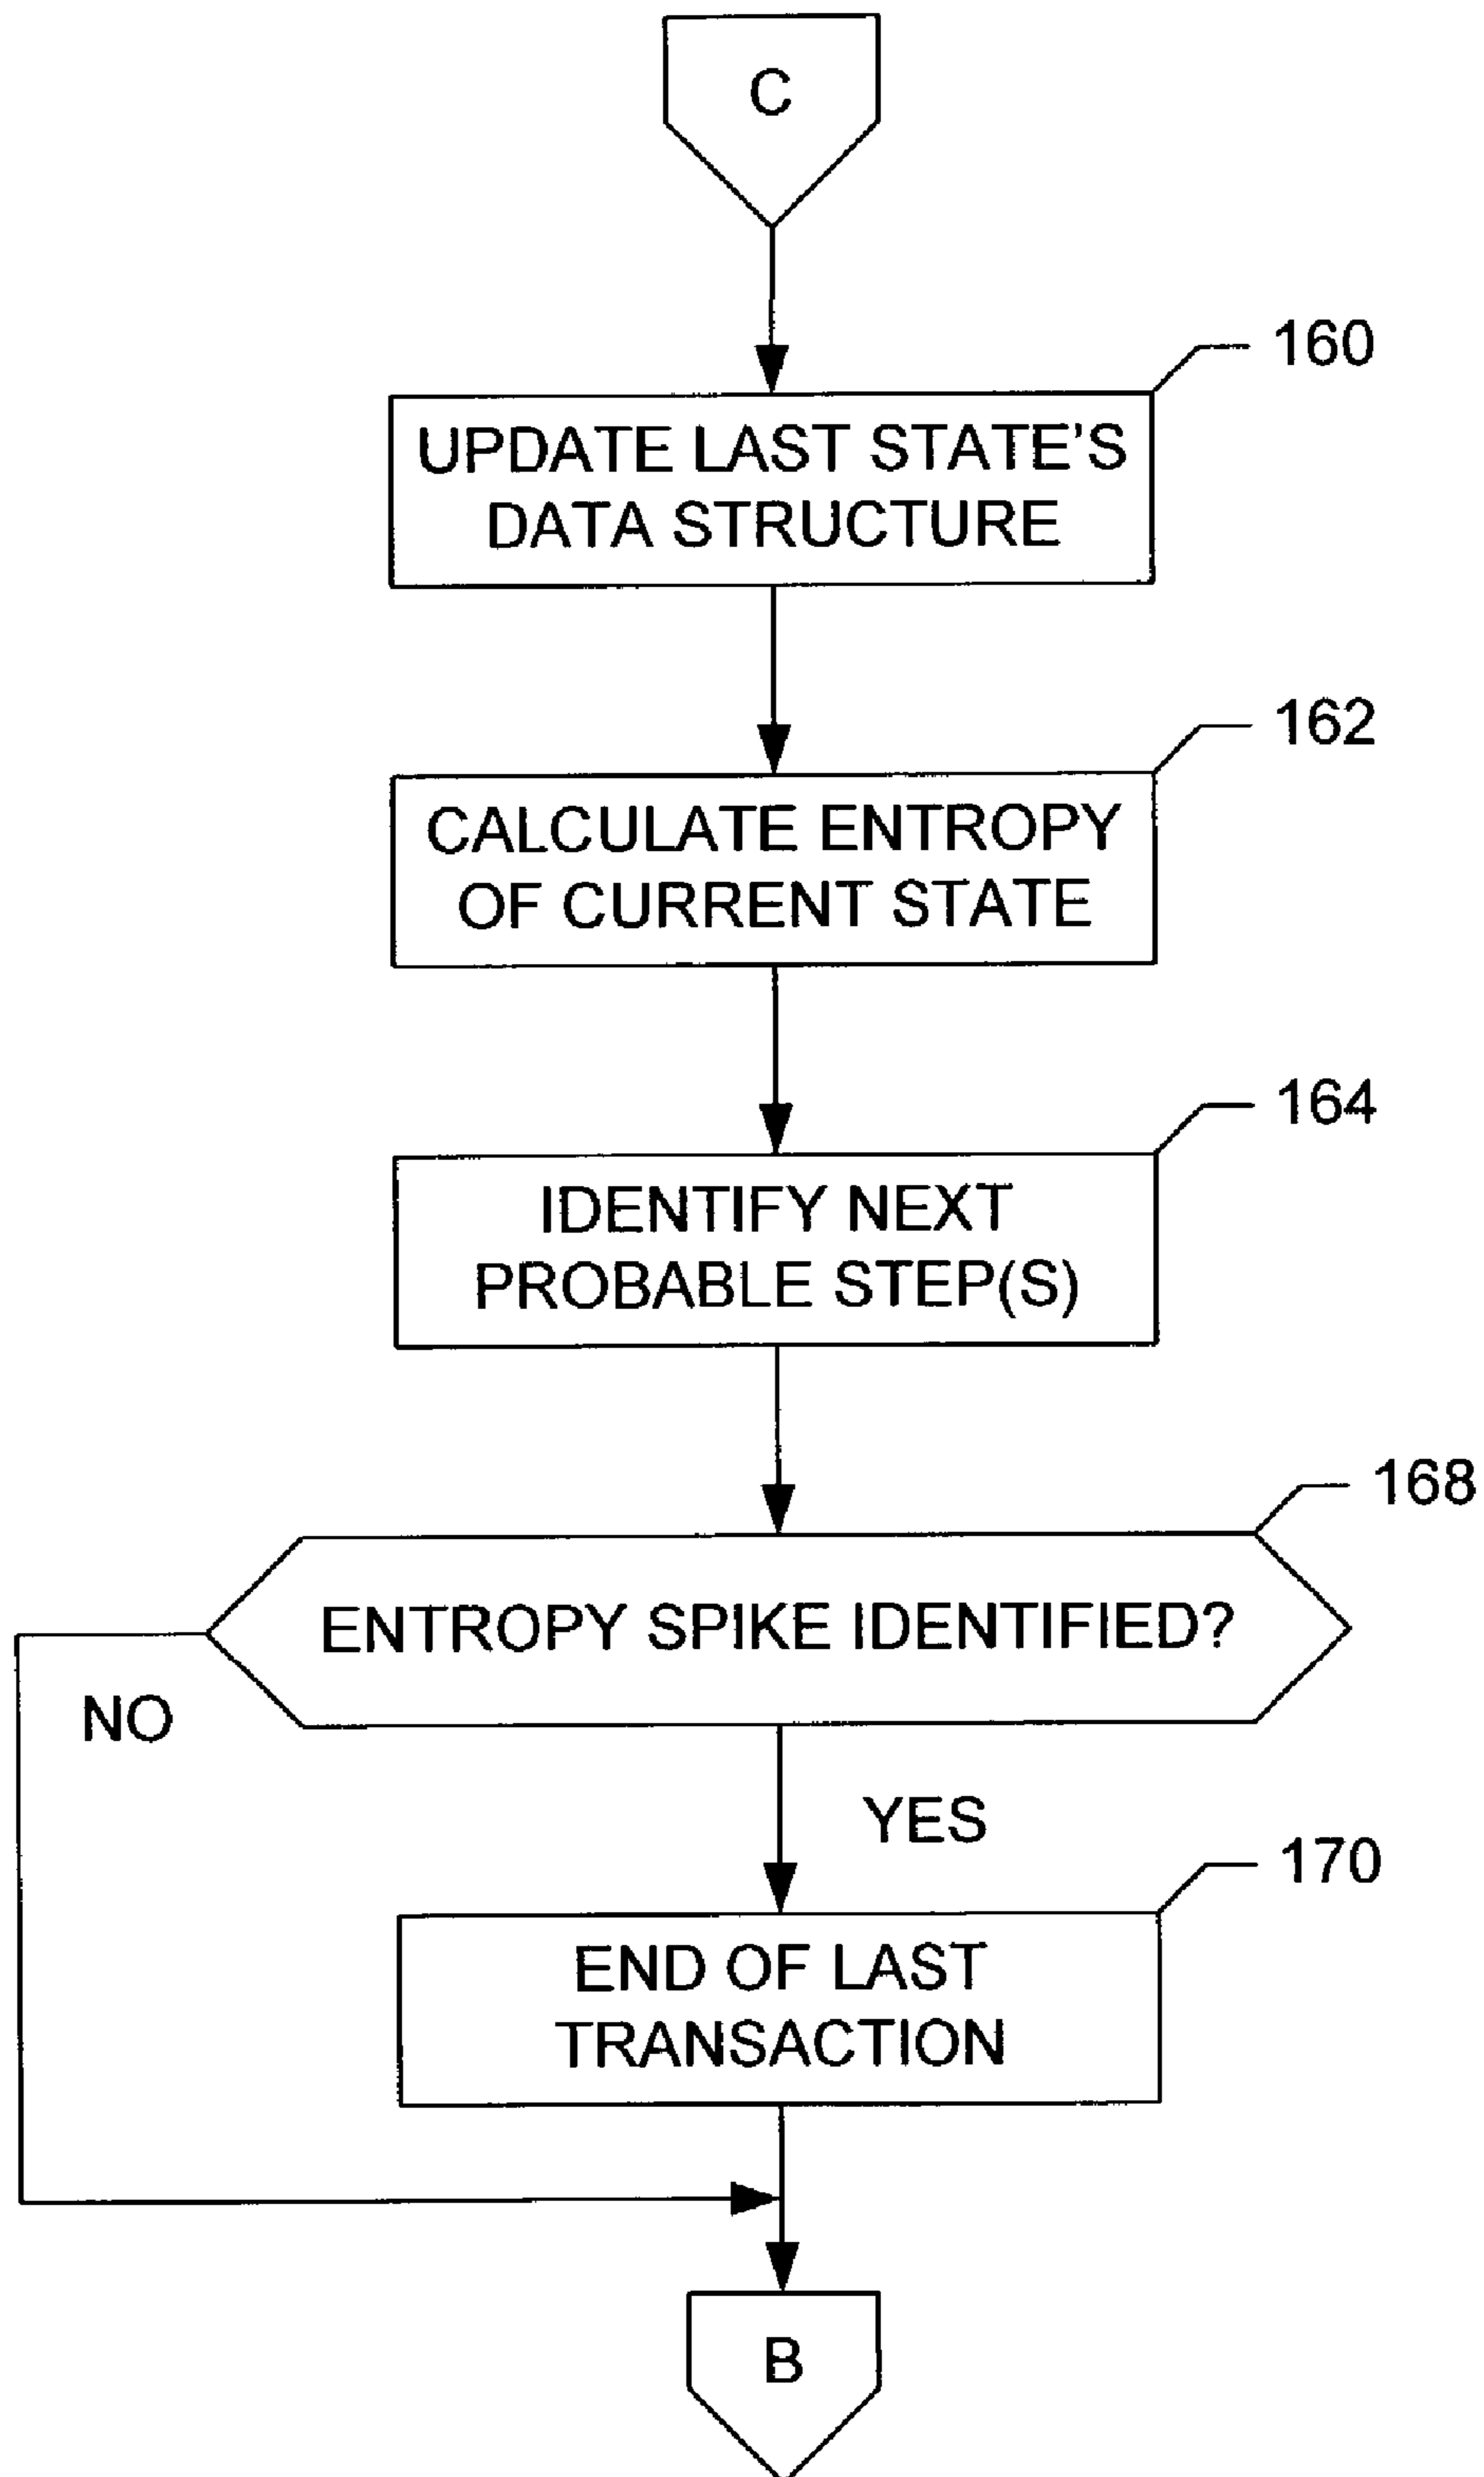 C
160
UPDATE LAST STATE'S
DATA STRUCTURE
162
CALCULATE ENTROPY
OF CURRENT STATE
164
IDENTIFY NEXT
PROBABLE STEP(S)
168
ENTROPY SPIKE IDENTIFIED?
NO
YES
170
END OF LAST
TRANSACTION
B